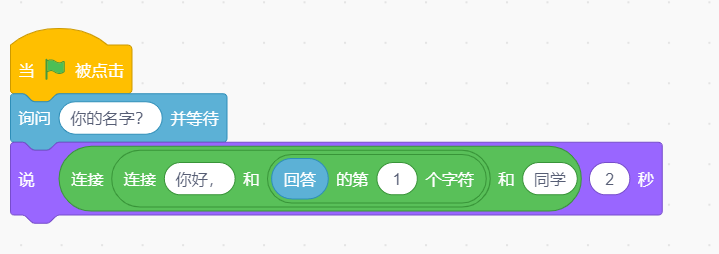 当 被点击
询问 你的名字? 并等待
说 连接 连接 你好， 和 回答 的第 1 个字符 和 同学 2 秒